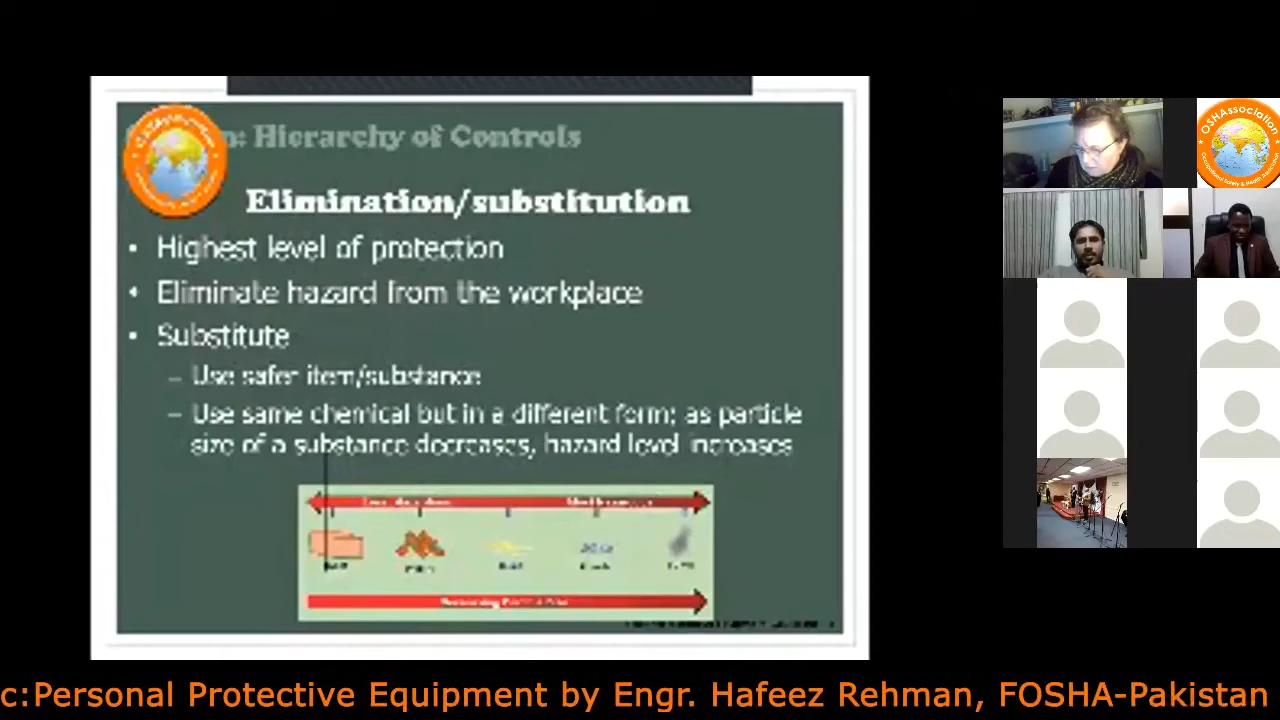 n: Hierarchy of Controls
Elimination/substitution
• Highest level of protection
• Eliminate hazard from the workplace
• Substitute
– Use safer item/substance
– Use same chemical but in a different form; as particle
size of a substance decreases, hazard level increases
OSHAssociation
c:Personal Protective Equipment by Engr. Hafeez Rehman, FOSHA-Pakistan